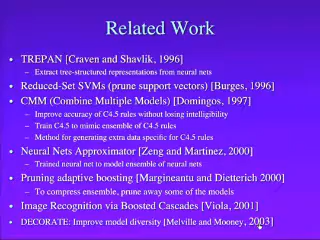 Related Work
• TREPAN [Craven and Shavlik, 1996]
– Extract tree-structured representations from neural nets
• Reduced-Set SVMs (prune support vectors) [Burges, 1996]
• CMM (Combine Multiple Models) [Domingos, 1997]
– Improve accuracy of C4.5 rules without losing intelligibility
– Train C4.5 to mimic ensemble of C4.5 rules
– Method for generating extra data specific for C4.5 rules
• Neural Nets Approximator [Zeng and Martinez, 2000]
– Trained neural net to model ensemble of neural nets
• Pruning adaptive boosting [Margineantu and Dietterich 2000]
– To compress ensemble, prune away some of the models
• Image Recognition via Boosted Cascades [Viola, 2001]
• DECORATE: Improve model diversity [Melville and Mooney, 2003]